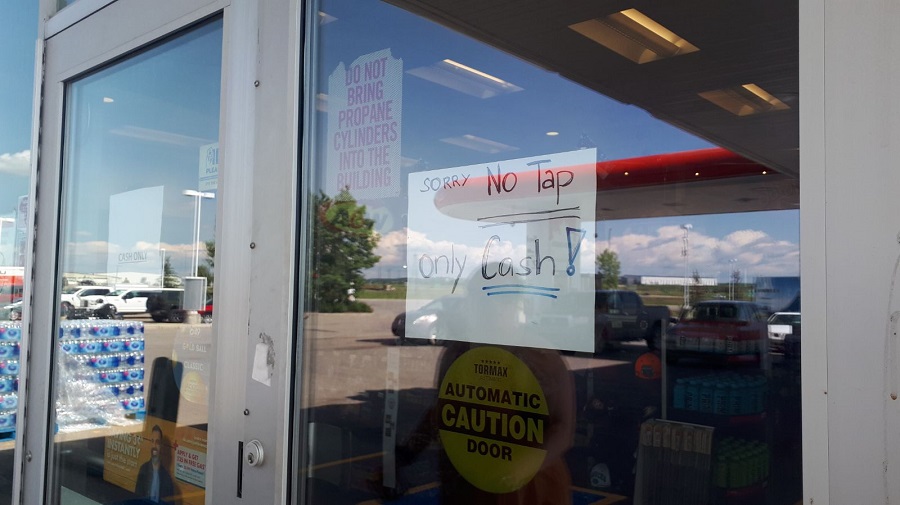 DO NOT
BRING
PROPANE
CYLINDERS
INTO THE
BUILDING
SORRY No Tap
only Cash!
CASH ONLY
TORMAX
AUTOMATIC
CAUTION
DOOR